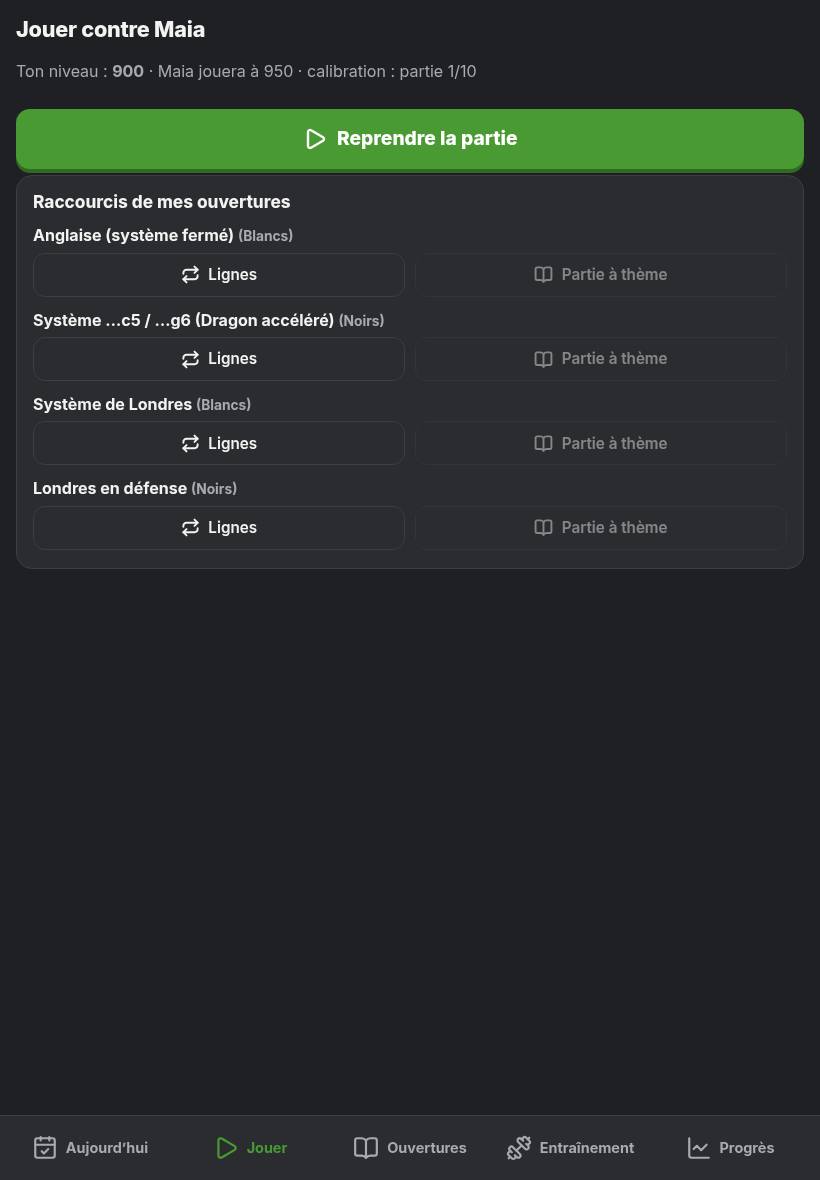 Jouer contre Maia
Ton niveau : 900 · Maia jouera à 950 · calibration : partie 1/10
Reprendre la partie
Raccourcis de mes ouvertures
Anglaise (système fermé) (Blancs)
Lignes
Partie à thème
Système ...c5 / ...g6 (Dragon accéléré) (Noirs)
Lignes
Partie à thème
Système de Londres (Blancs)
Lignes
Partie à thème
Londres en défense (Noirs)
Lignes
Partie à thème
Aujourd'hui
Jouer
Ouvertures
Entraînement
Progrès